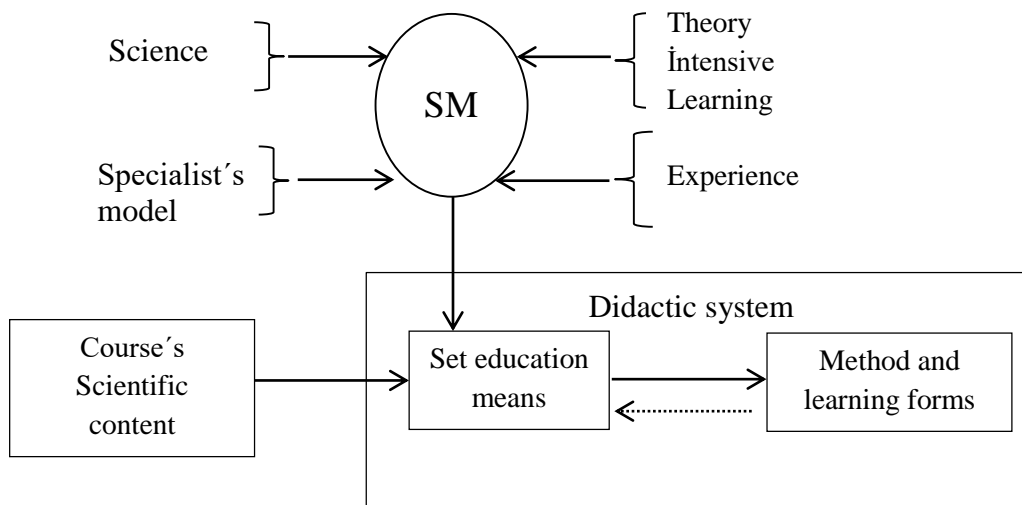 Science
SM
Theory
İntensive
Learning
Specialist´s
model
Experience
Didactic system
Course´s
Scientific
content
Set education
means
Method and
learning forms